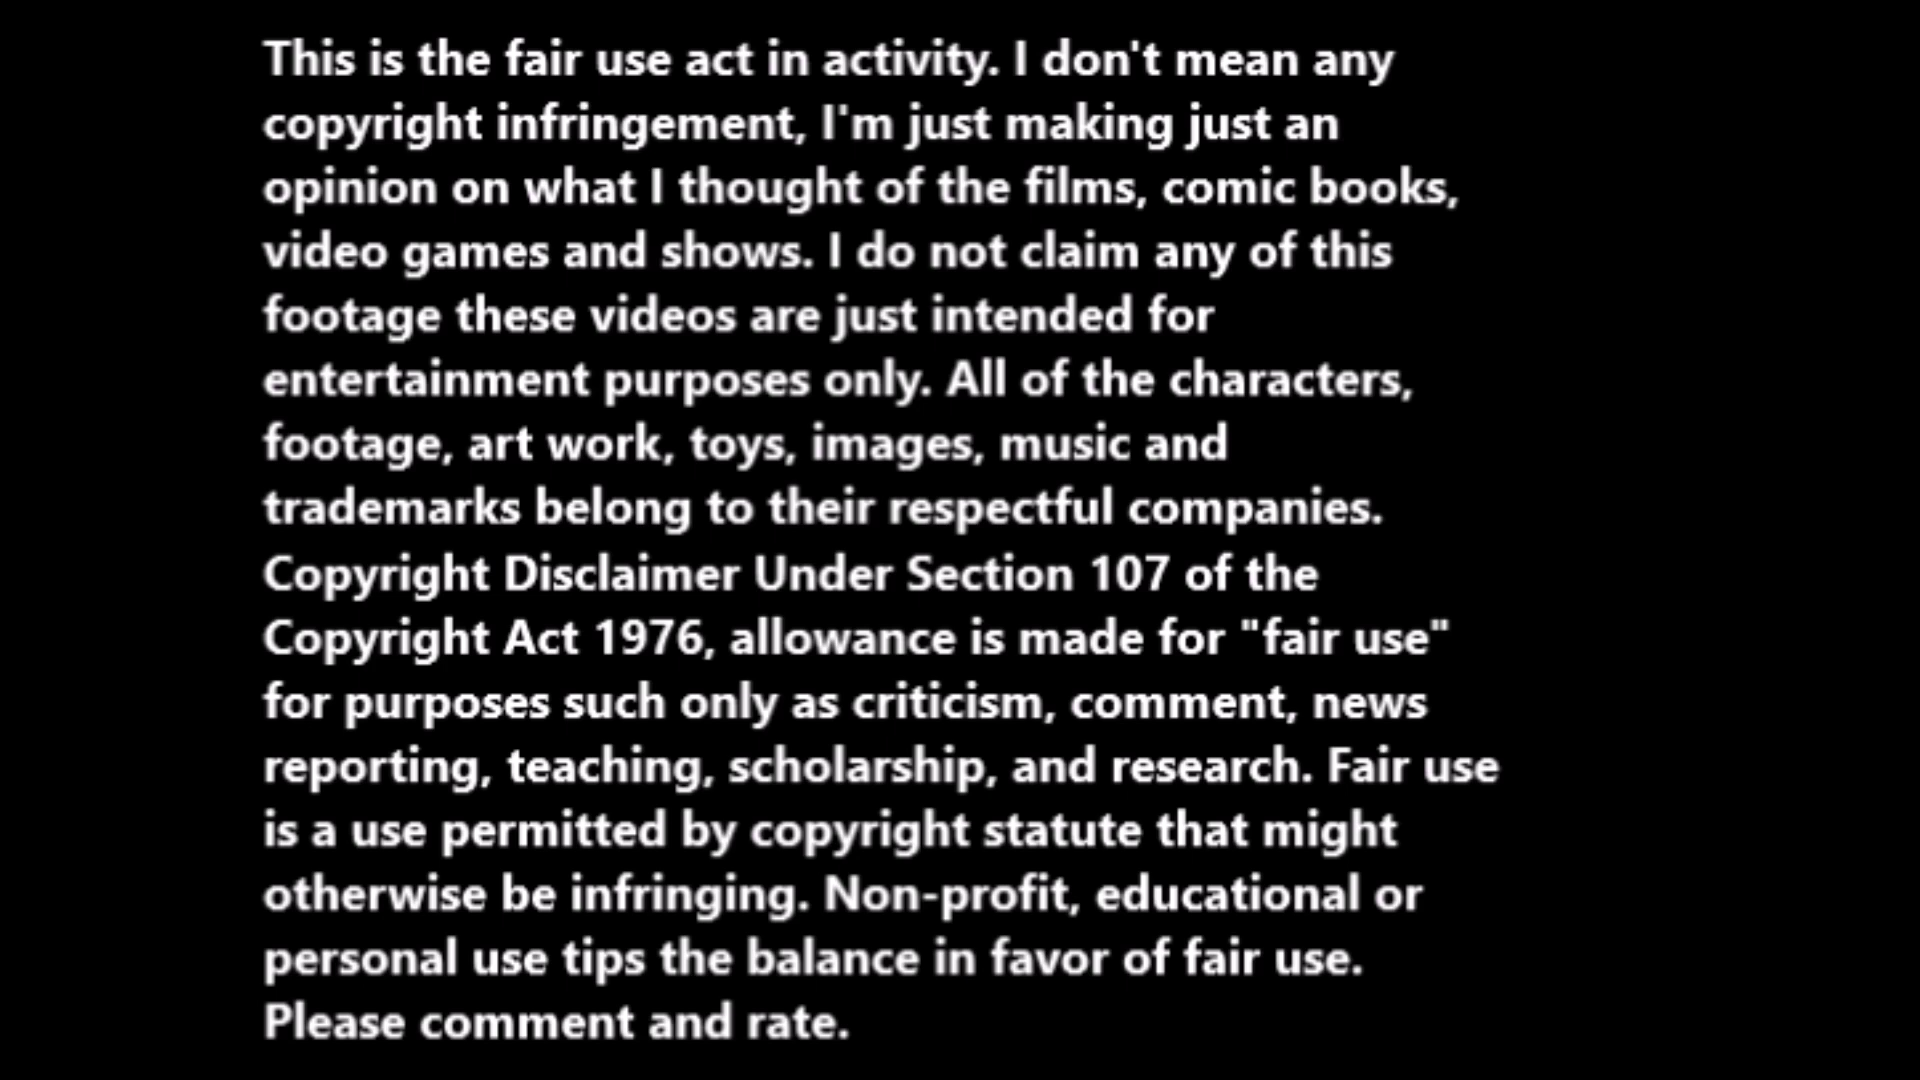 This is the fair use act in activity. I don't mean any
copyright infringement, I'm just making just an
opinion on what I thought of the films, comic books,
video games and shows. I do not claim any of this
footage these videos are just intended for
entertainment purposes only. All of the characters,
footage, art work, toys, images, music and
trademarks belong to their respectful companies.
Copyright Disclaimer Under Section 107 of the
Copyright Act 1976, allowance is made for "fair use"
for purposes such only as criticism, comment, news
reporting, teaching, scholarship, and research. Fair use
is a use permitted by copyright statute that might
otherwise be infringing. Non-profit, educational or
personal use tips the balance in favor of fair use.
Please comment and rate.